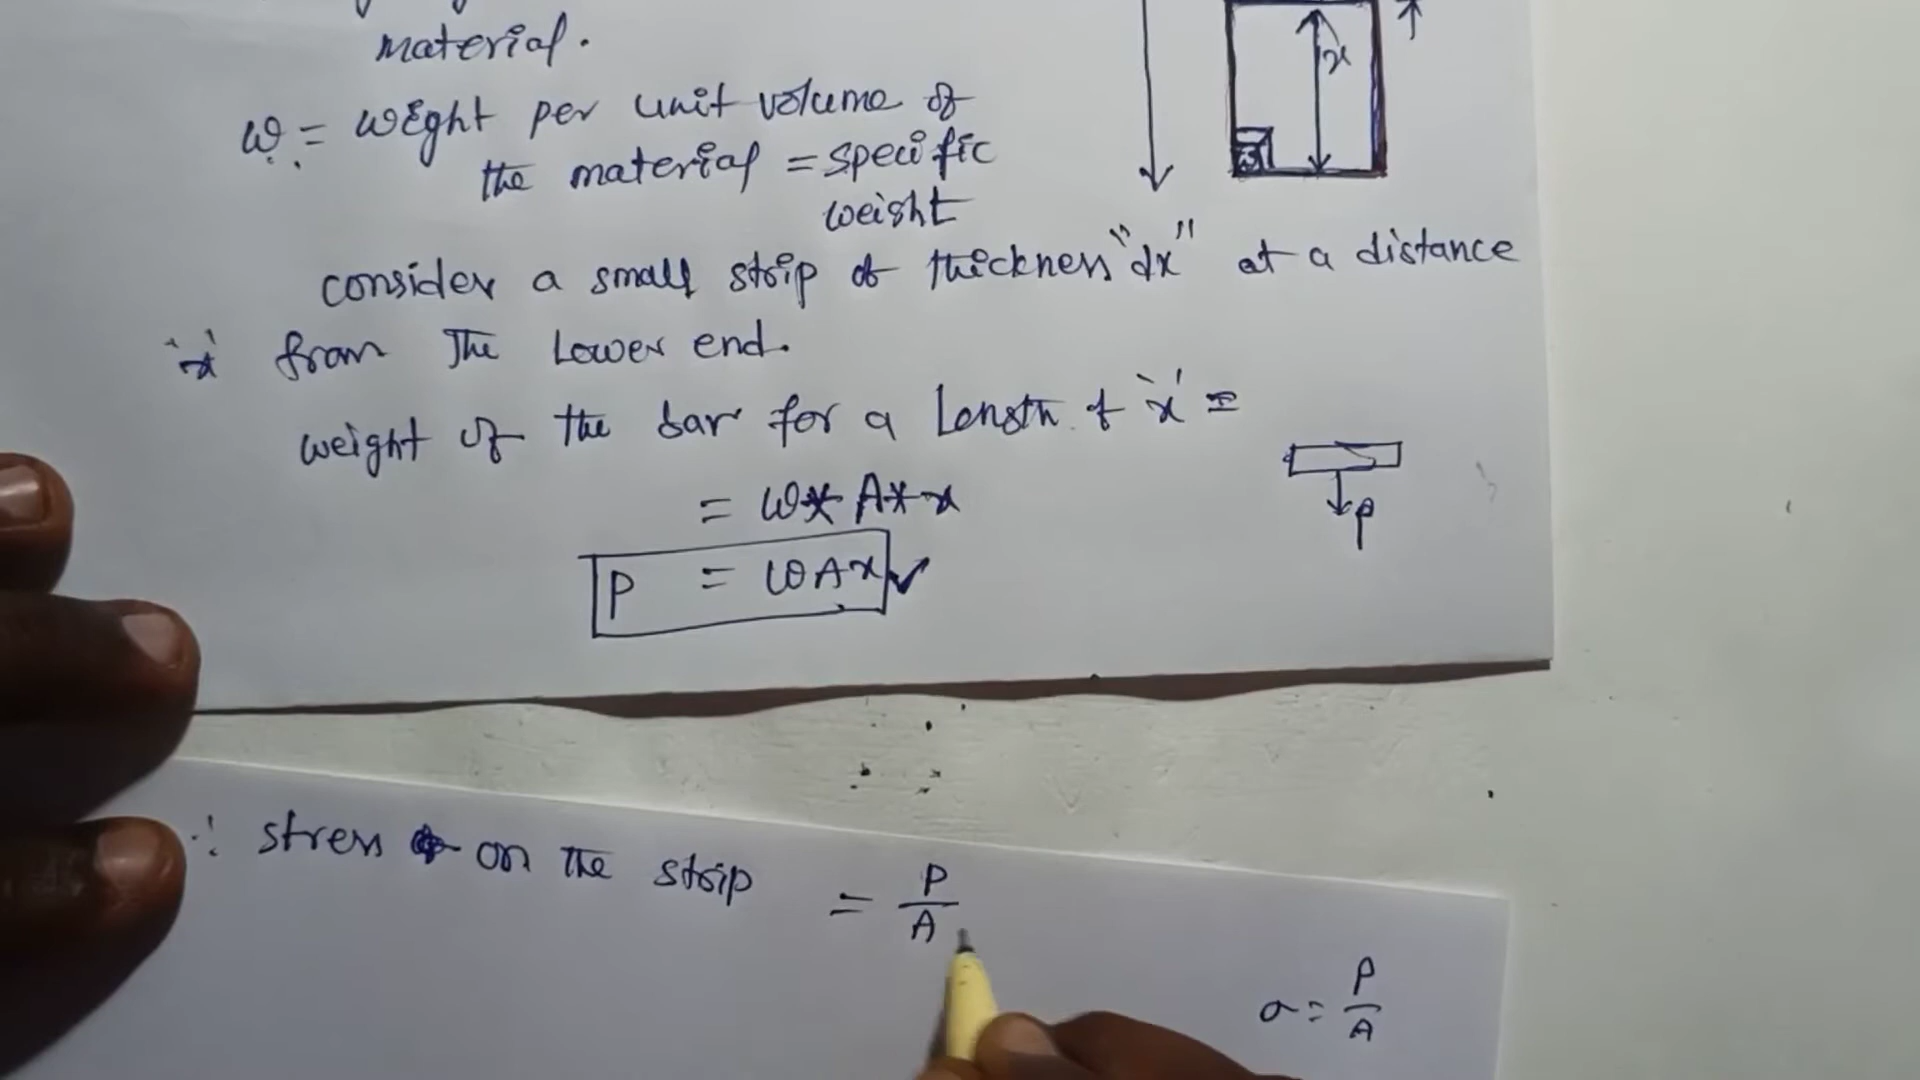 material.
w = weight per unit volume of
the material = specific
weight
x
w
consider a small strip of thickness "dx" at a distance
'x' from The Lower end.
weight of the bar for a Length of 'x' =
= w* A* x
P
P = wAx ✓
∴ stress on the strip = P/A
σ = P/A